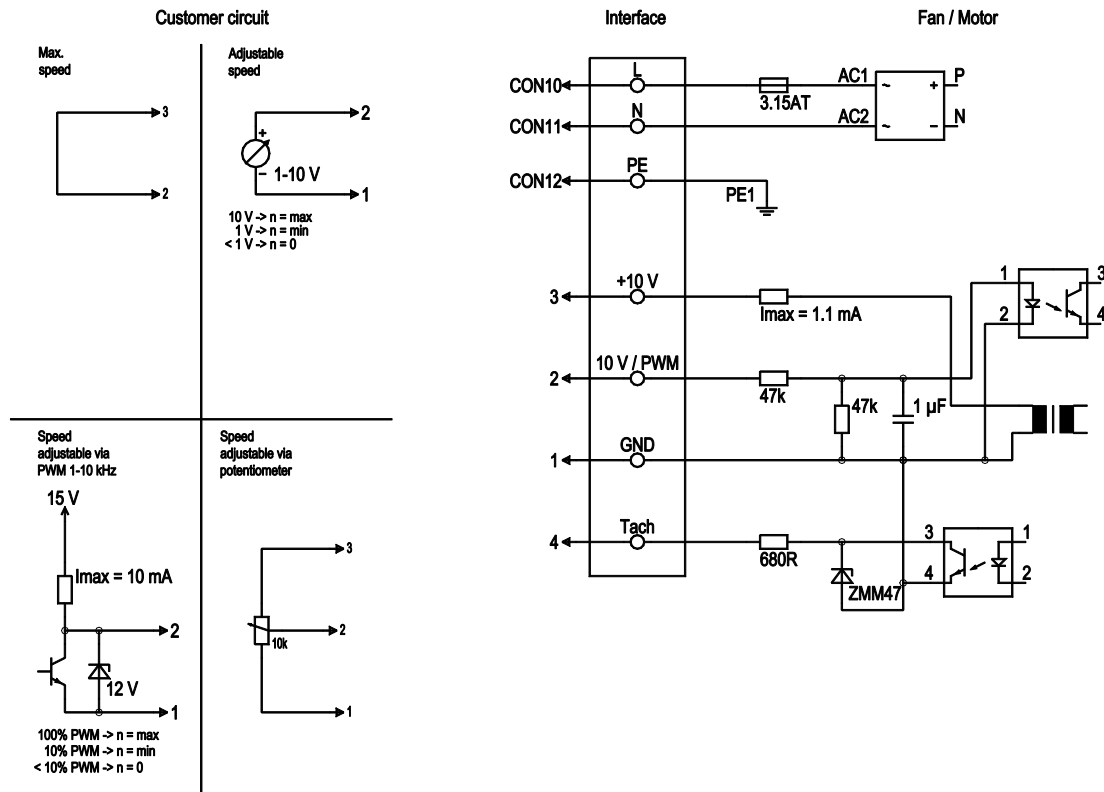 Customer circuit
Interface
Fan / Motor
Max.
speed
3
2
Adjustable
speed
2
+
–
1-10 V
1
10 V -> n = max
1 V -> n = min
< 1 V -> n = 0
Speed
adjustable via
PWM 1-10 kHz
15 V
Imax = 10 mA
2
12 V
1
100% PWM -> n = max
10% PWM -> n = min
< 10% PWM -> n = 0
Speed
adjustable via
potentiometer
3
2
10k
1
CON10
L
3.15AT
AC1
~
+
P
CON11
N
AC2
~
–
N
CON12
PE
PE1
3
+10 V
Imax = 1.1 mA
1
2
3
4
2
10 V / PWM
47k
47k
1 µF
1
GND
4
Tach
680R
ZMM47
3
4
1
2